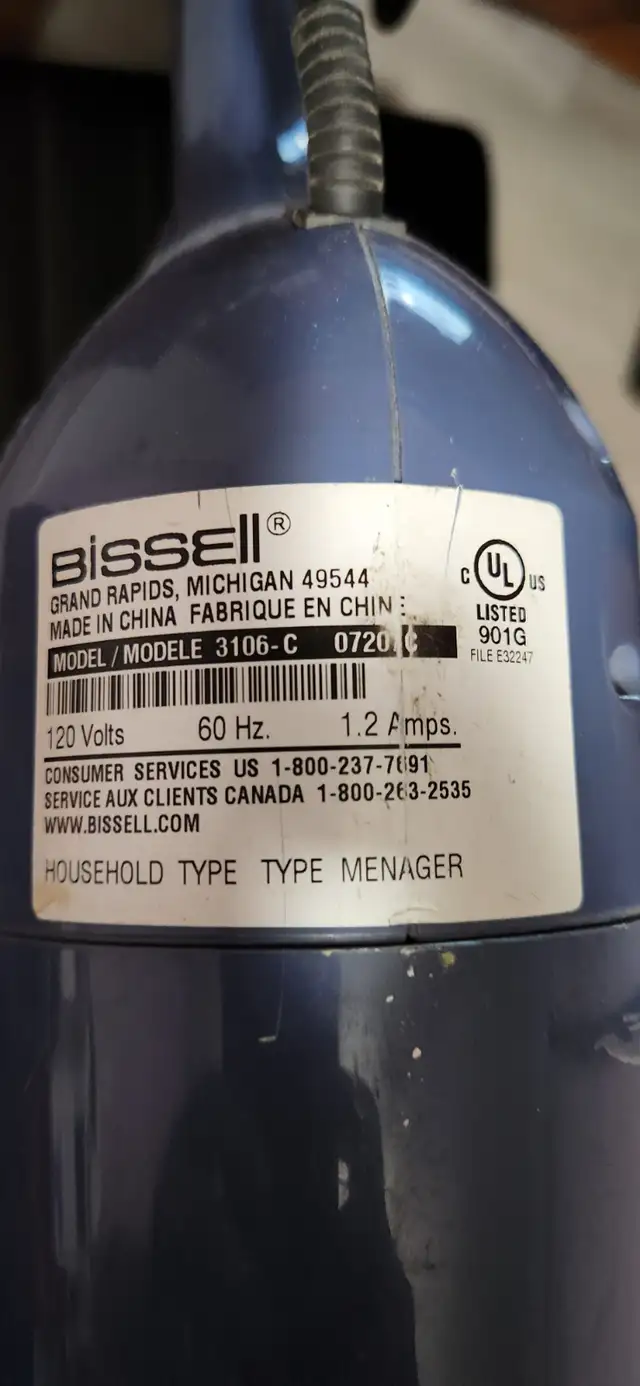 BISSELL®
GRAND RAPIDS, MICHIGAN 49544
MADE IN CHINA FABRIQUE EN
MODEL / MODELE 3106-C
120 Volts 60 Hz. 1.2 Amps.
CONSUMER SERVICES US 1-800-237-7691
SERVICE AUX CLIENTS CANADA 1-800-263-2535
WWW.BISSELL.COM
HOUSEHOLD TYPE TYPE MENAGER
C UL US
LISTED
901G
FILE E32247